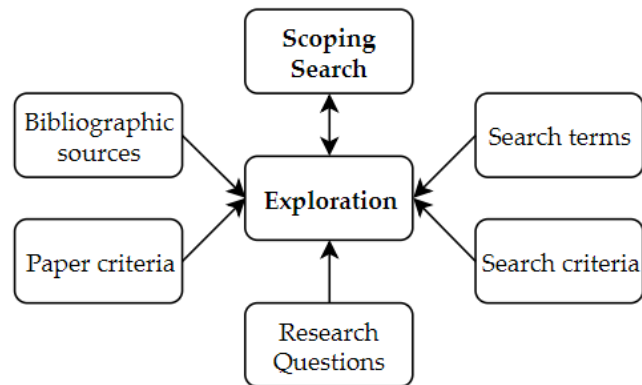 Scoping
Search
Bibliographic
sources
Search terms
Exploration
Paper criteria
Search criteria
Research
Questions